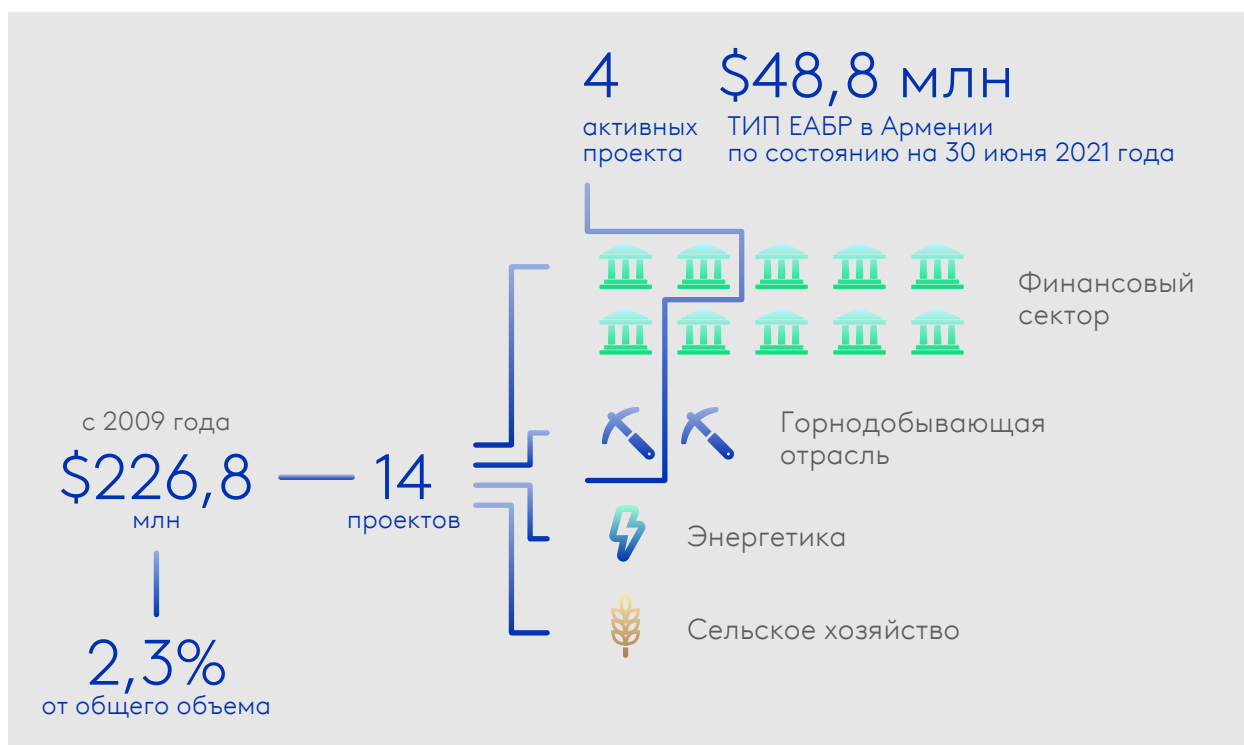 4
активных
проекта
$48,8 млн
ТИП ЕАБР в Армении
по состоянию на 30 июня 2021 года
Финансовый
сектор
Горнодобывающая
отрасль
Энергетика
Сельское хозяйство
с 2009 года
$226,8
млн
14
проектов
2,3%
от общего объема